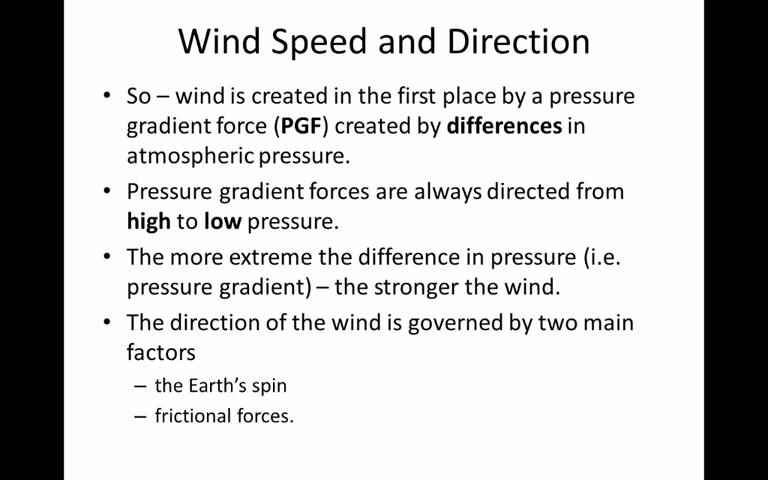 Wind Speed and Direction
• So – wind is created in the first place by a pressure
gradient force (PGF) created by differences in
atmospheric pressure.
• Pressure gradient forces are always directed from
high to low pressure.
• The more extreme the difference in pressure (i.e.
pressure gradient) – the stronger the wind.
• The direction of the wind is governed by two main
factors
– the Earth’s spin
– frictional forces.